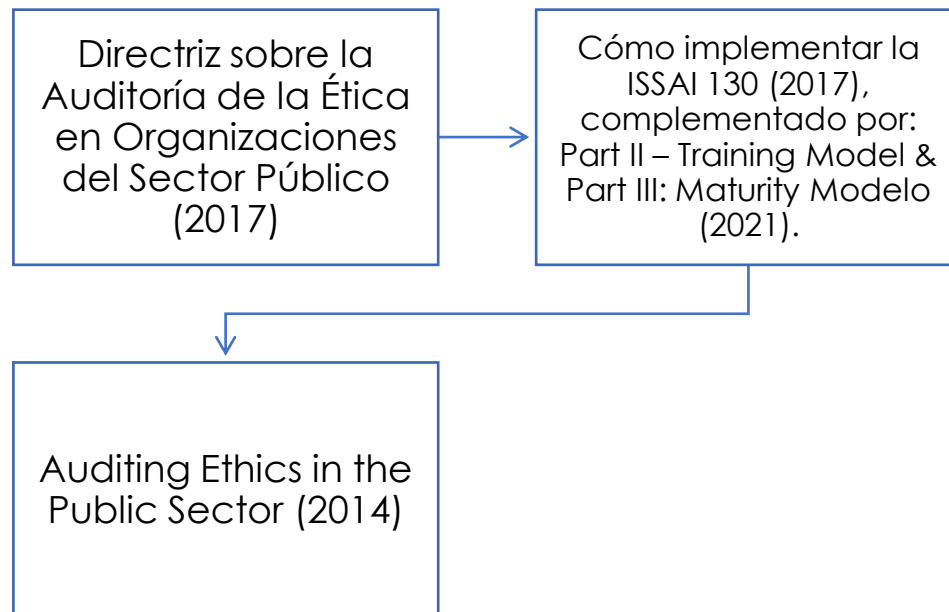 Directriz sobre la
Auditoría de la Ética
en Organizaciones
del Sector Público
(2017)
Cómo implementar la
ISSAI 130 (2017),
complementado por:
Part II – Training Model &
Part III: Maturity Modelo
(2021).
Auditing Ethics in the
Public Sector (2014)